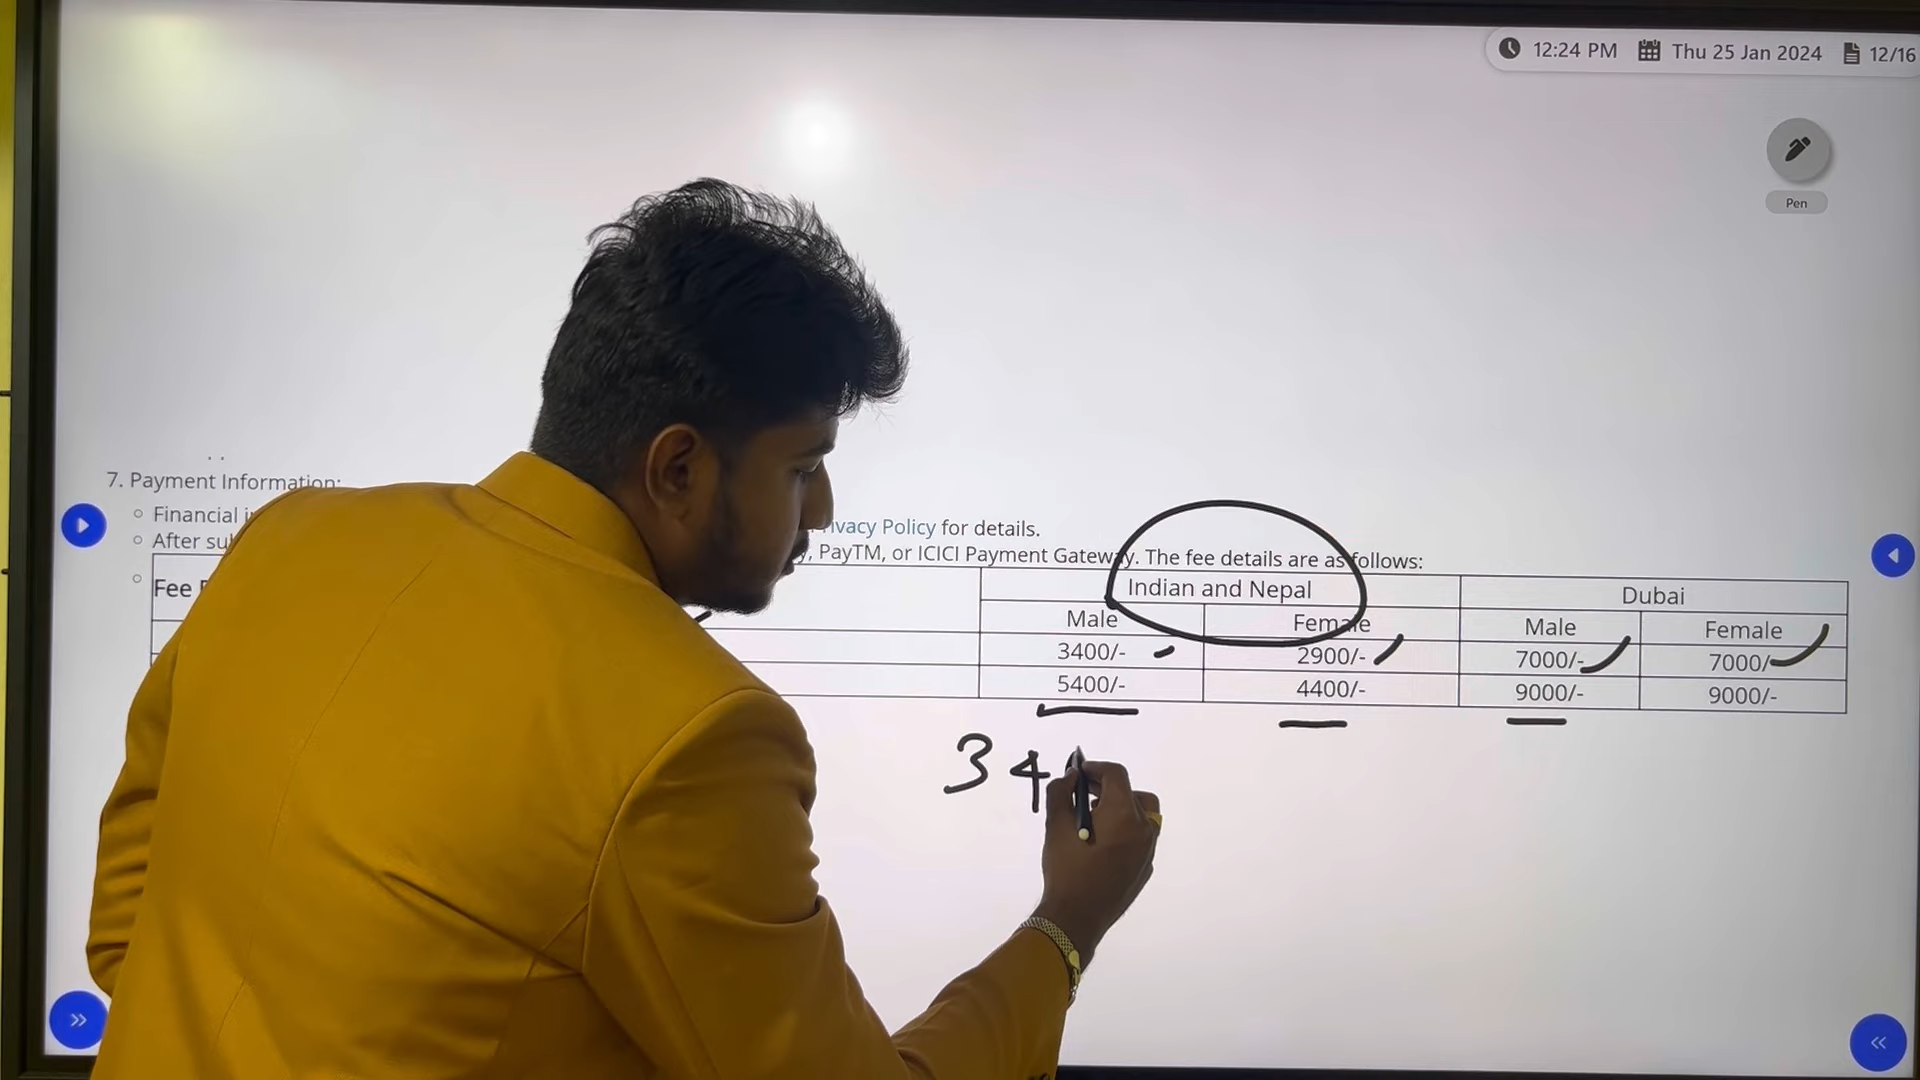 12:24 PM Thu 25 Jan 2024 12/16
Pen
7. Payment Information:
Financial
Privacy Policy for details.
After
, PayTM, or ICICI Payment Gateway. The fee details are as follows:
Fee
Indian and Nepal Dubai
Male Female Male Female
3400/- 2900/- 7000/- 7000/-
5400/- 4400/- 9000/- 9000/-
34